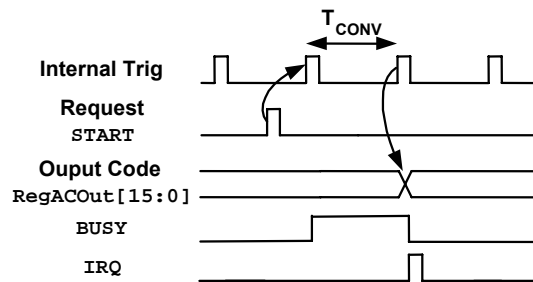 TCONV
Internal Trig
Request
START
Ouput Code
RegACOut[15:0]
BUSY
IRQ